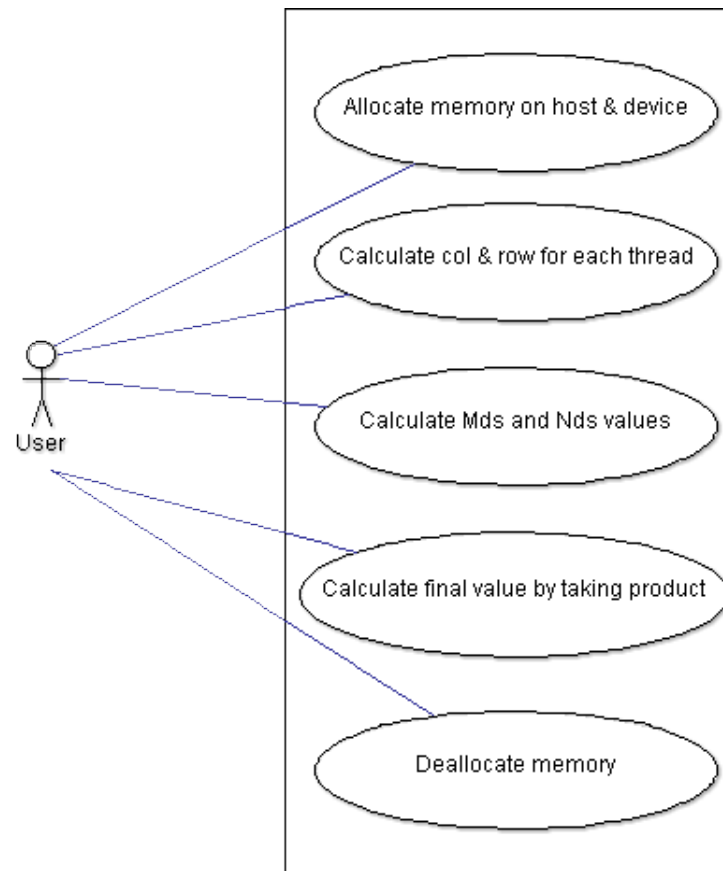 Allocate memory on host & device
Calculate col & row for each thread
Calculate Mds and Nds values
User
Calculate final value by taking product
Deallocate memory